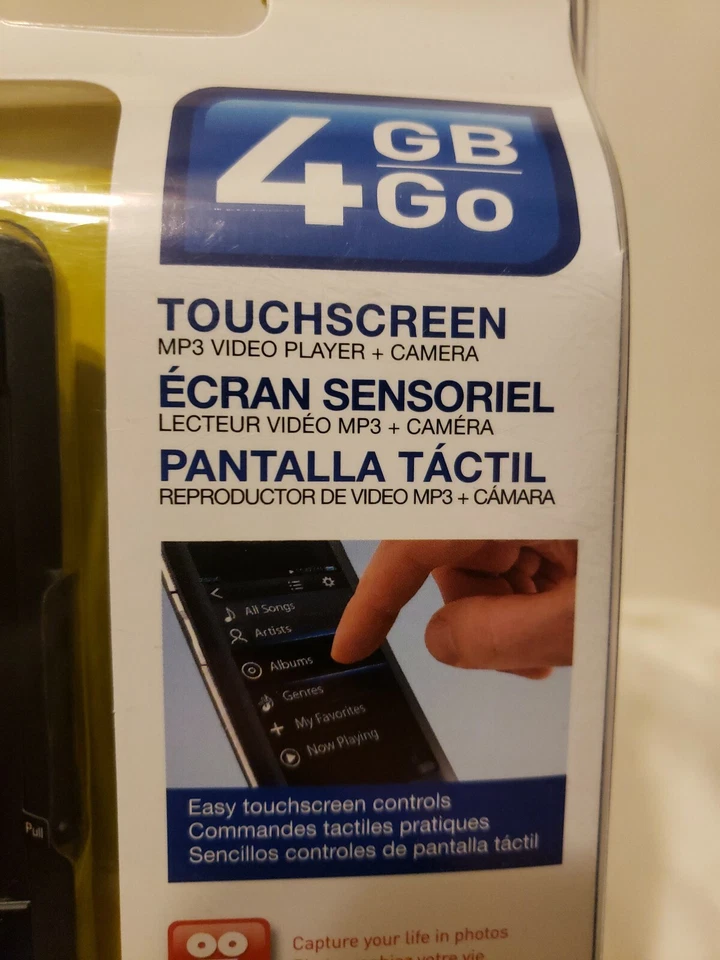 4 GB
Go
TOUCHSCREEN
MP3 VIDEO PLAYER + CAMERA
ÉCRAN SENSORIEL
LECTEUR VIDÉO MP3 + CAMÉRA
PANTALLA TÁCTIL
REPRODUCTOR DE VIDEO MP3 + CÁMARA
All Songs
Artists
Albums
Genres
My Favorites
Now Playing
Easy touchscreen controls
Commandes tactiles pratiques
Sencillos controles de pantalla táctil
Pull
Capture your life in photos
votre vie